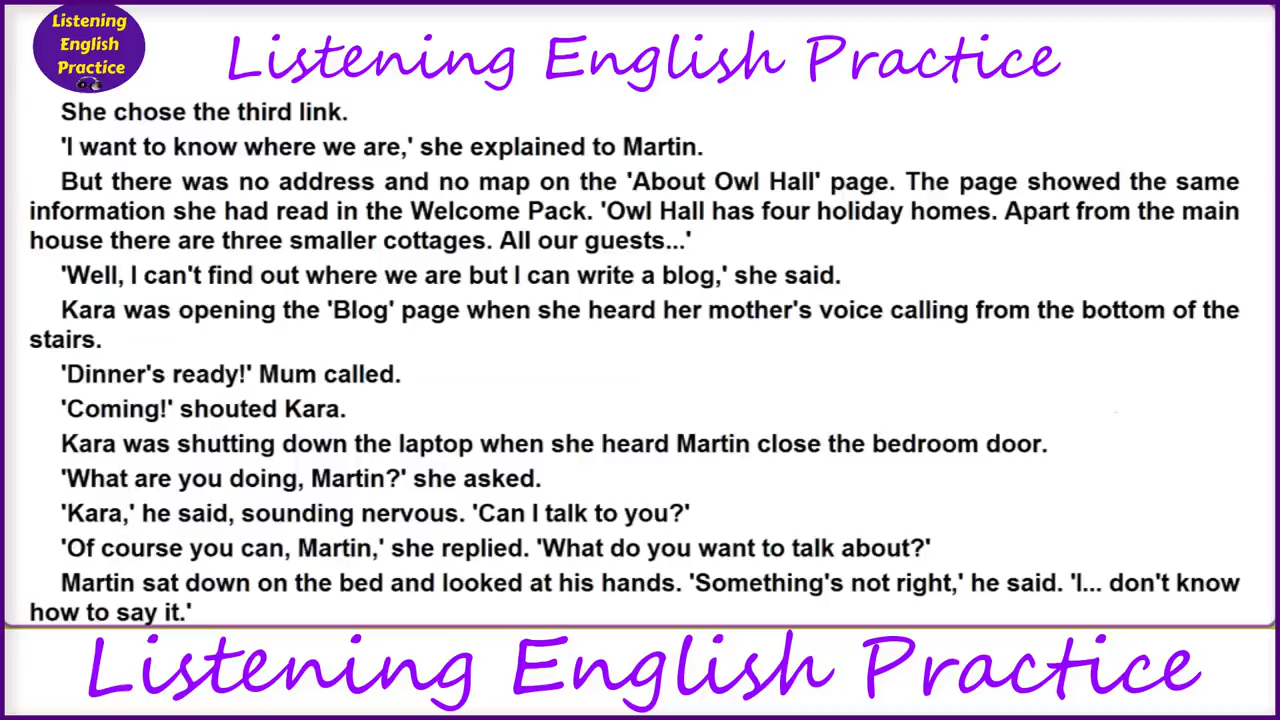 Listening
English
Practice
Listening English Practice
She chose the third link.
'I want to know where we are,' she explained to Martin.
But there was no address and no map on the 'About Owl Hall' page. The page showed the same
information she had read in the Welcome Pack. 'Owl Hall has four holiday homes. Apart from the main
house there are three smaller cottages. All our guests...'
'Well, I can't find out where we are but I can write a blog,' she said.
Kara was opening the 'Blog' page when she heard her mother's voice calling from the bottom of the
stairs.
'Dinner's ready!' Mum called.
'Coming!' shouted Kara.
Kara was shutting down the laptop when she heard Martin close the bedroom door.
'What are you doing, Martin?' she asked.
'Kara,' he said, sounding nervous. 'Can I talk to you?'
'Of course you can, Martin,' she replied. 'What do you want to talk about?'
Martin sat down on the bed and looked at his hands. 'Something's not right,' he said. 'I... don't know
how to say it.'
Listening English Practice